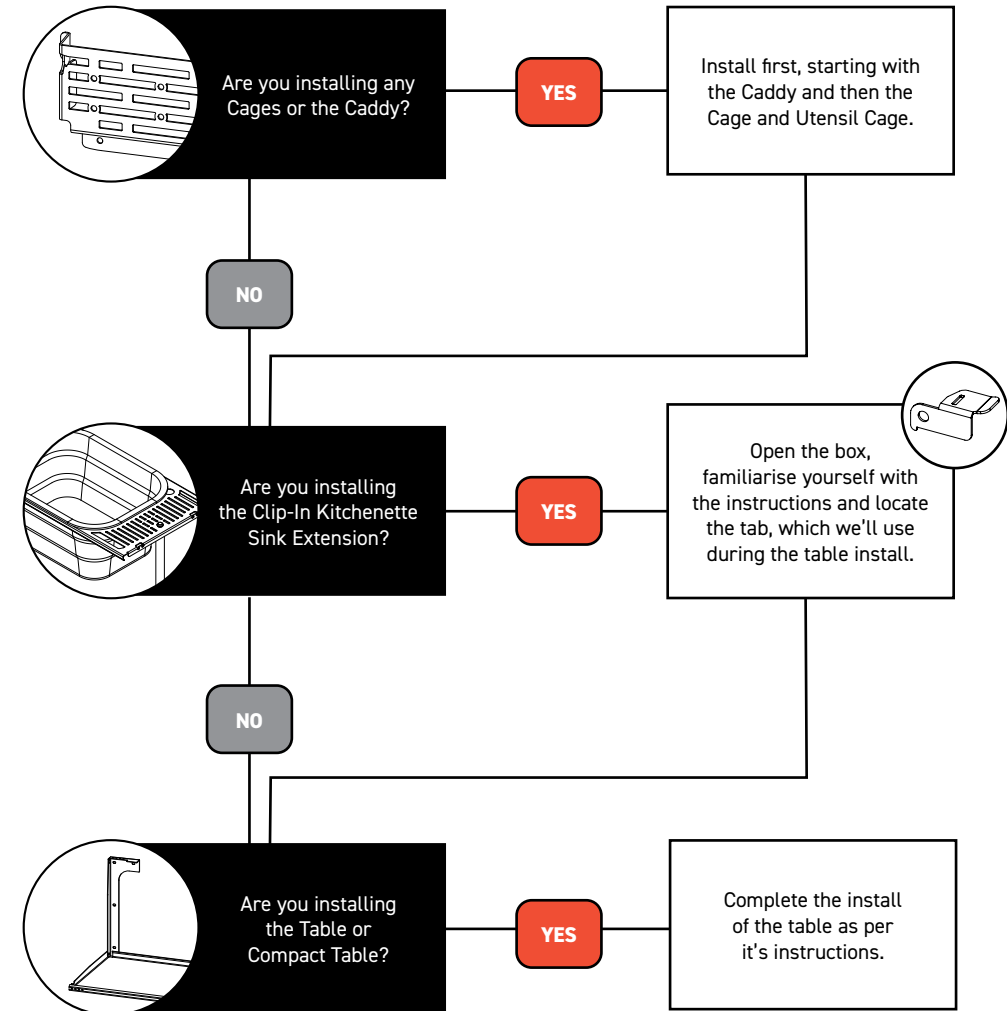 Are you installing any
Cages or the Caddy?
YES
Install first, starting with
the Caddy and then the
Cage and Utensil Cage.
NO
Are you installing
the Clip-In Kitchenette
Sink Extension?
YES
Open the box,
familiarise yourself with
the instructions and locate
the tab, which we'll use
during the table install.
NO
Are you installing
the Table or
Compact Table?
YES
Complete the install
of the table as per
it's instructions.